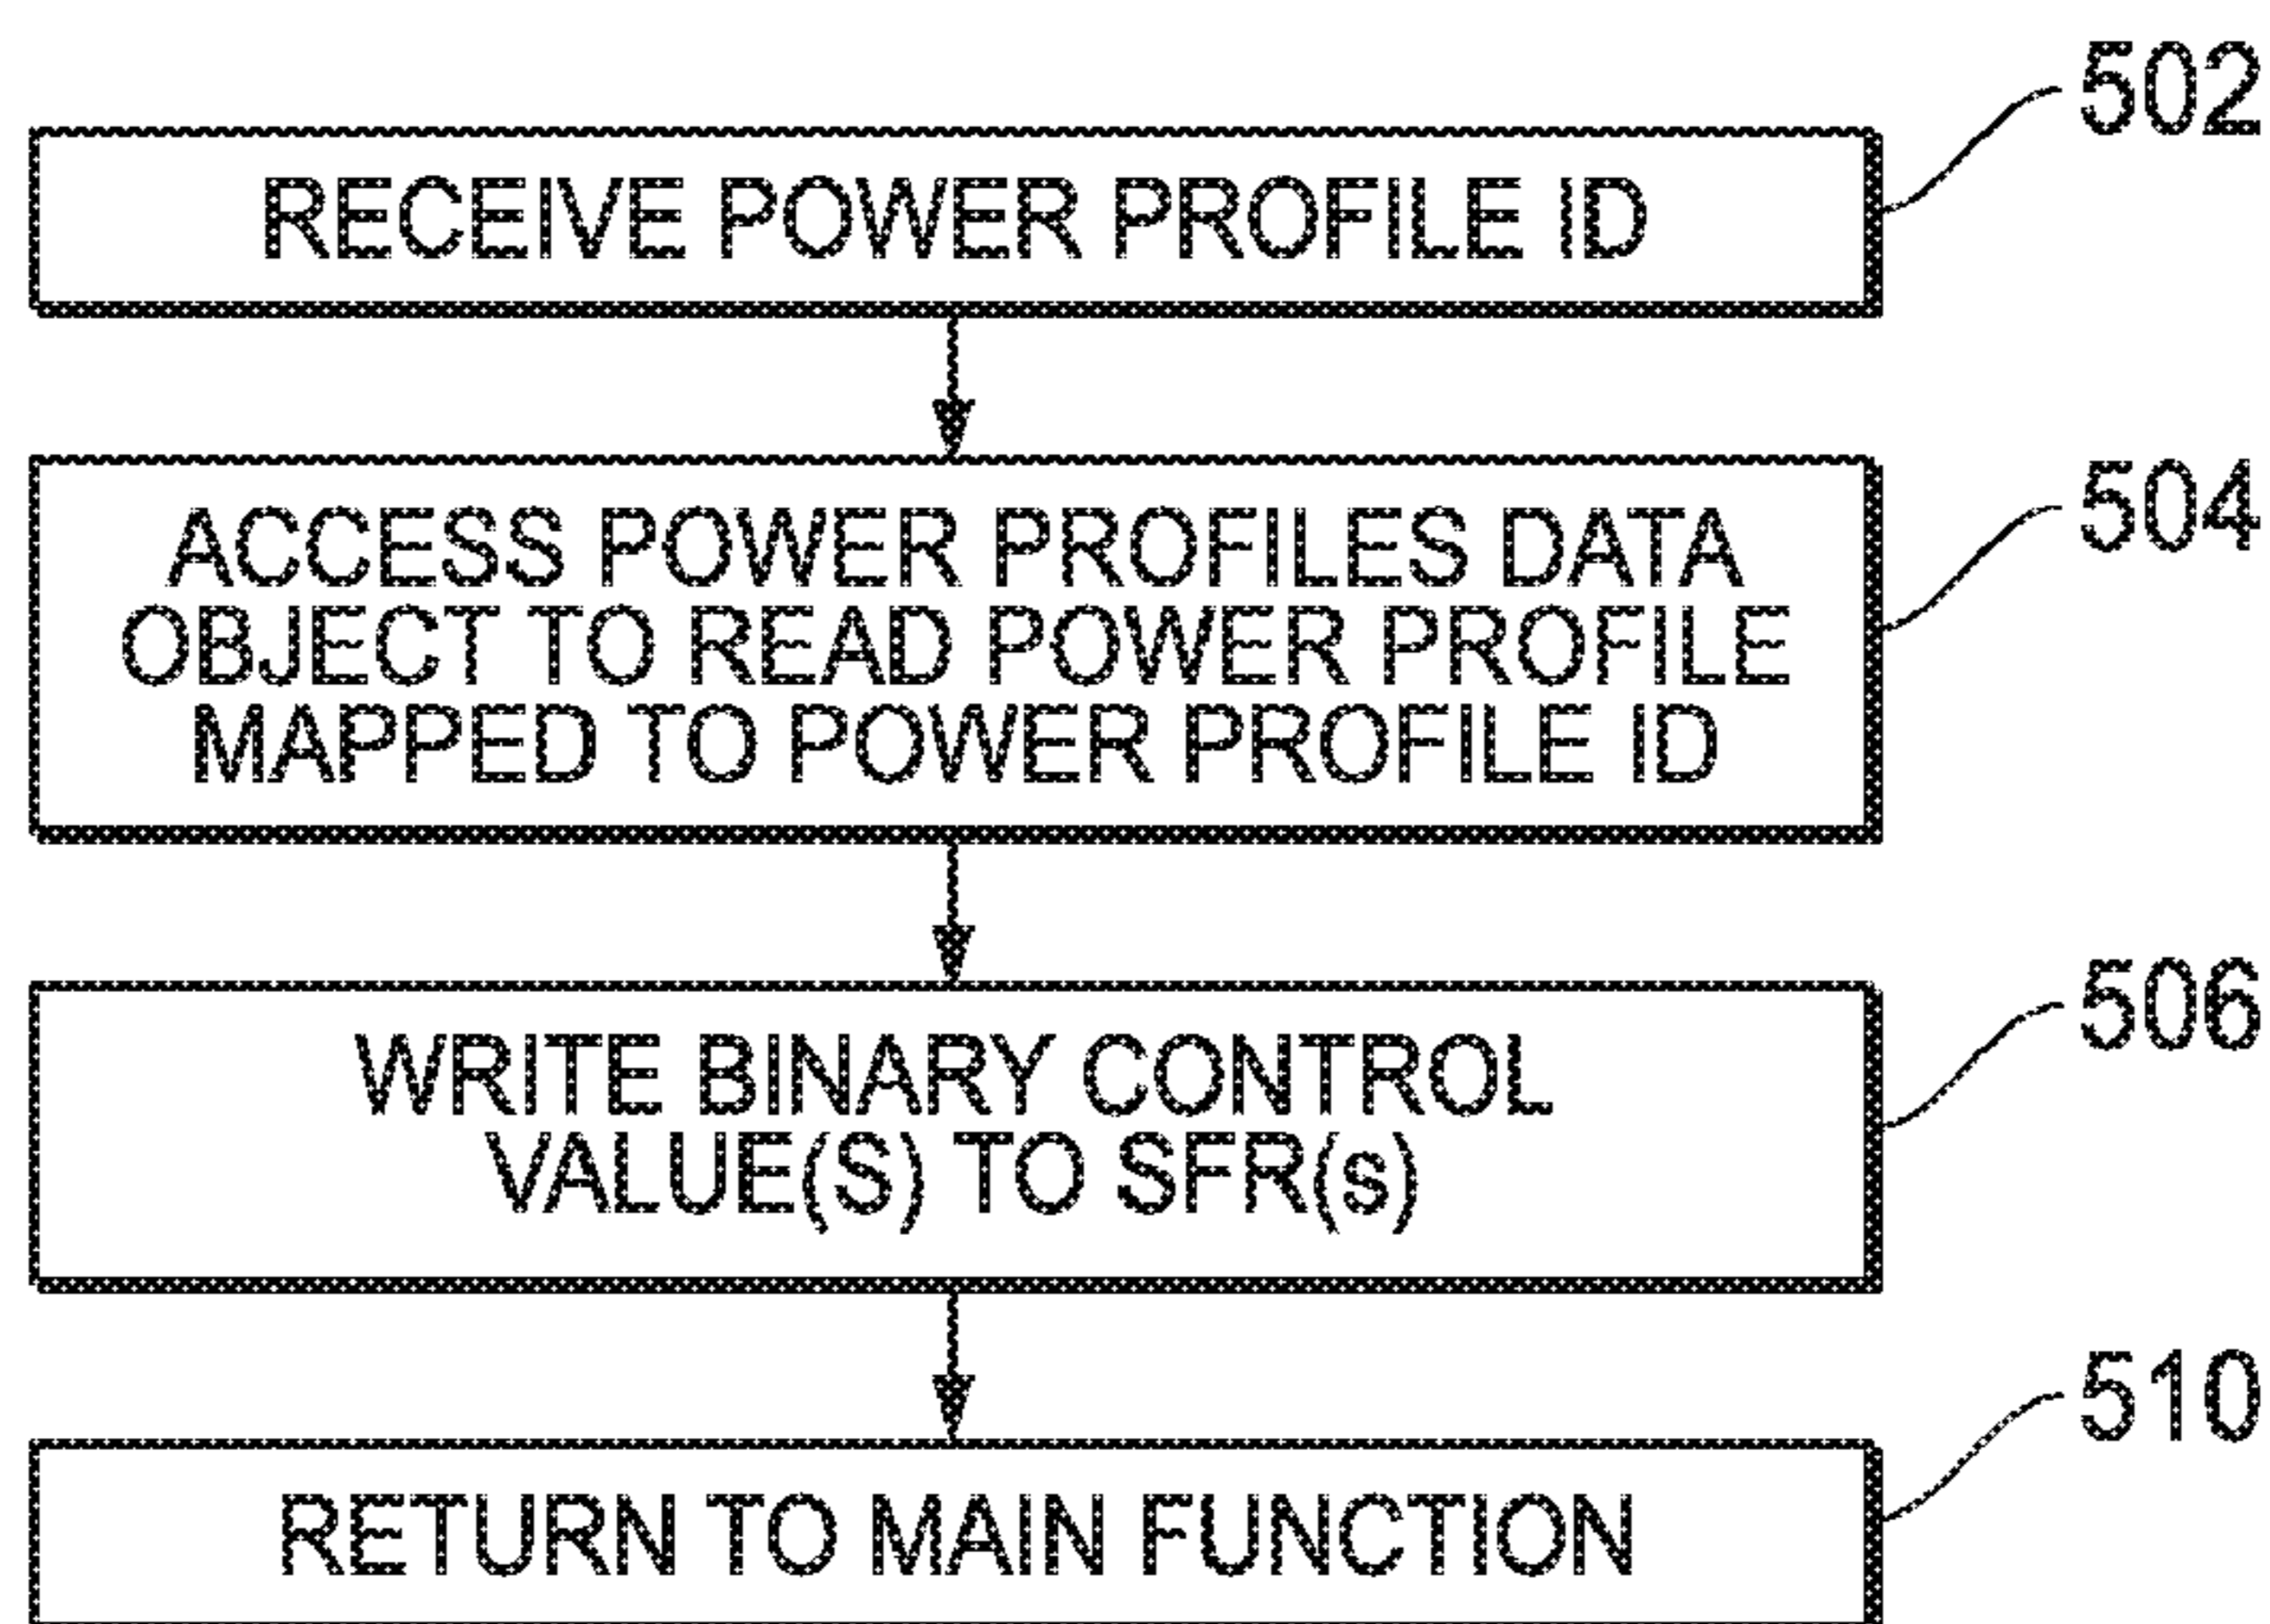 502
RECEIVE POWER PROFILE ID
504
ACCESS POWER PROFILES DATA
OBJECT TO READ POWER PROFILE
MAPPED TO POWER PROFILE ID
506
WRITE BINARY CONTROL
VALUE(S) TO SFR(s)
510
RETURN TO MAIN FUNCTION